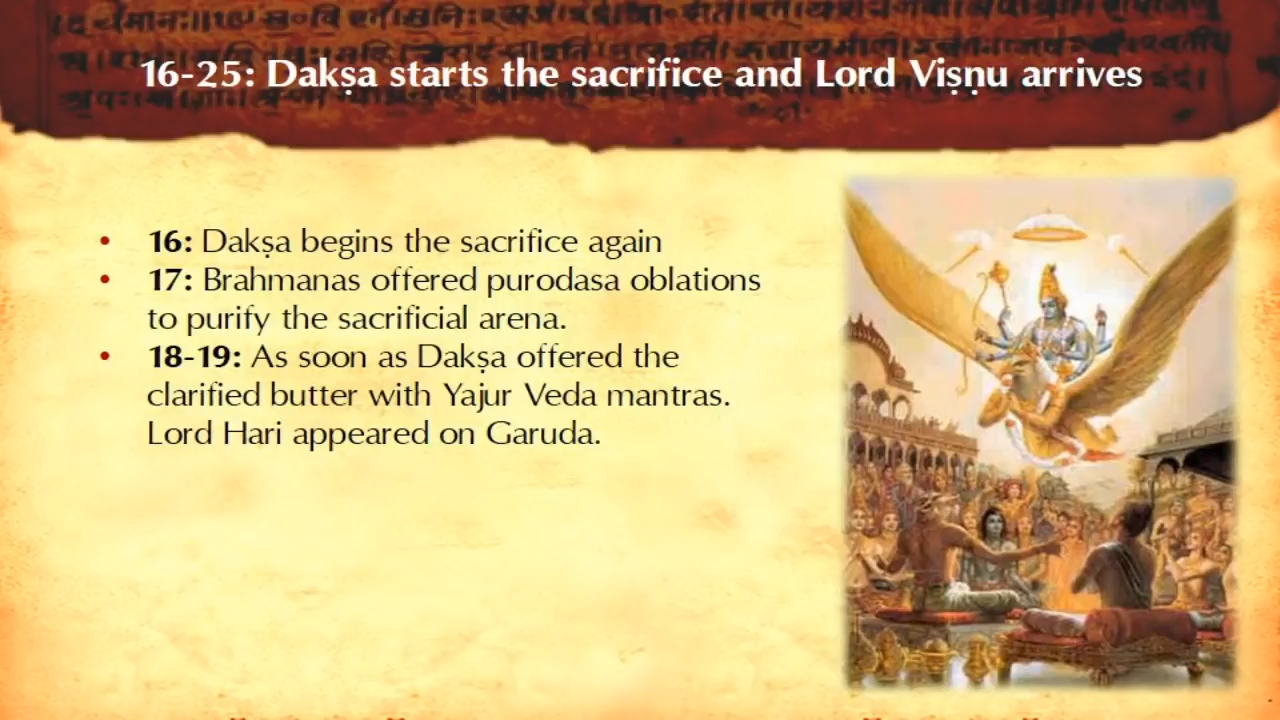 16-25: Dakṣa starts the sacrifice and Lord Viṣṇu arrives
• 16: Dakṣa begins the sacrifice again
• 17: Brahmanas offered purodasa oblations
to purify the sacrificial arena.
• 18-19: As soon as Dakṣa offered the
clarified butter with Yajur Veda mantras.
Lord Hari appeared on Garuda.